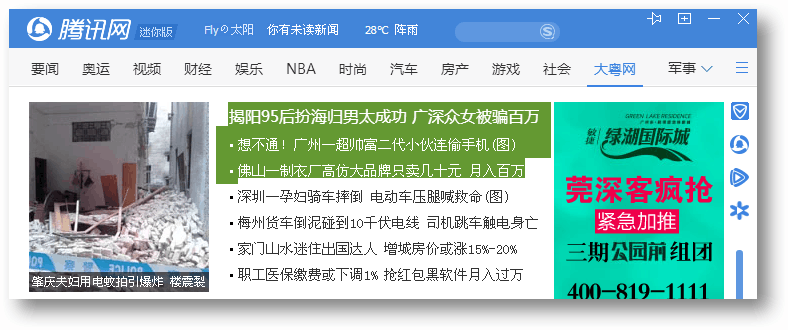 腾讯网 迷你版 Fly の 太阳 你有未读新闻 28℃ 阵雨
要闻 奥运 视频 财经 娱乐 NBA 时尚 汽车 房产 游戏 社会 大粤网 军事
揭阳95后扮海归男太成功 广深众女被骗百万
想不通！广州一超帅富二代小伙连偷手机(图)
佛山一制衣厂高仿大品牌只卖几十元 月入百万
深圳一孕妇骑车摔倒 电动车压腿喊救命(图)
梅州货车倒泥碰到10千伏电线 司机跳车触电身亡
家门山水迷住出国达人 增城房价或涨15%-20%
职工医保缴费或下调1% 抢红包黑软件月入过万
POLICE
肇庆夫妇用电蚊拍引爆炸 楼震裂
GREEN LAKE RESIDENCE
敏捷 绿湖国际城
莞深客疯抢
紧急加推
三期公园前组团
400-819-1111